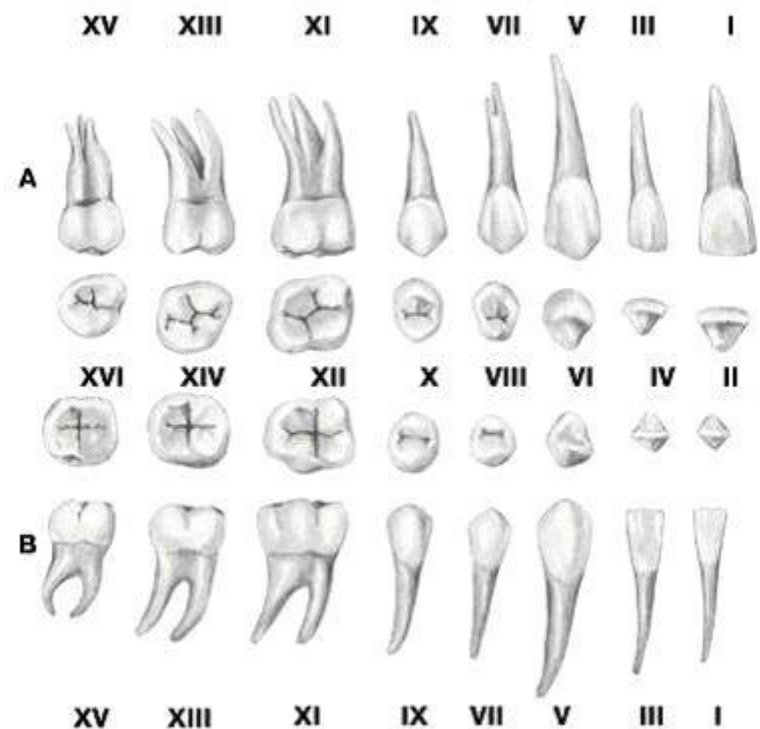 XV XIII XI IX VII V III I
A
XVI XIV XII X VIII VI IV II
B
XV XIII XI IX VII V III I